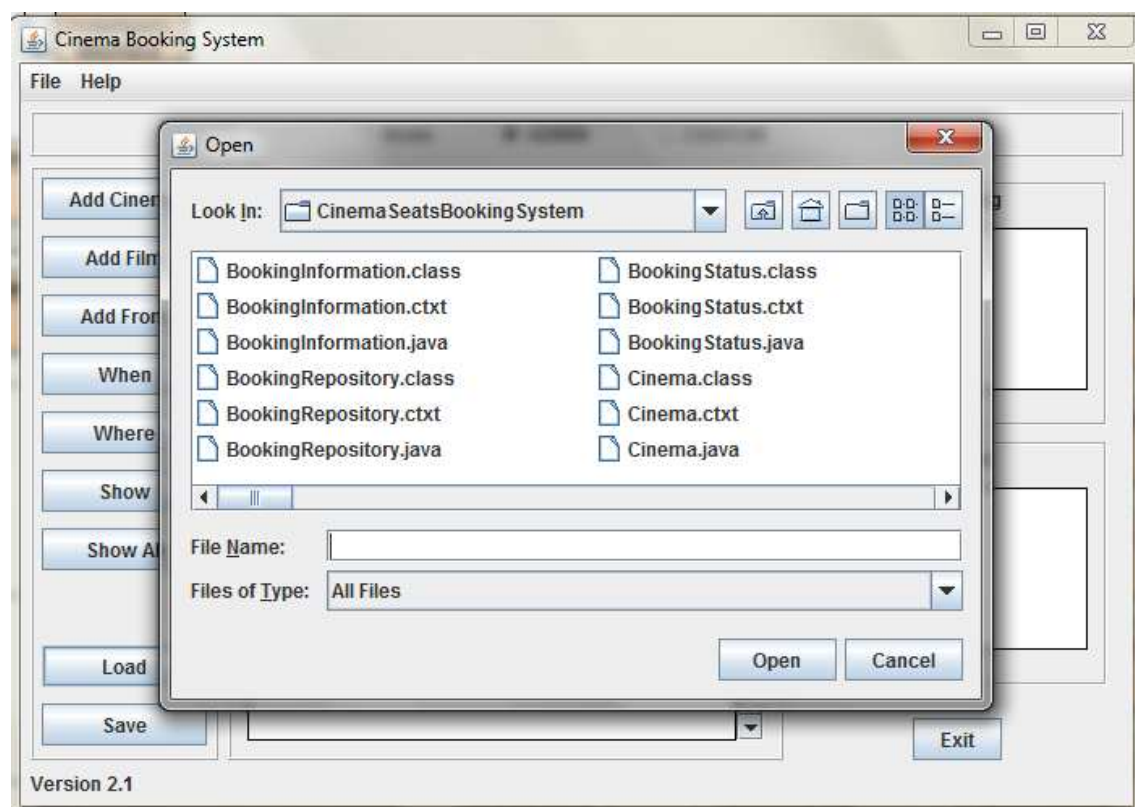 Cinema Booking System
File Help
Open
Add Cinem
Look In: CinemaSeatsBookingSystem
g
Add Film
BookingInformation.class BookingStatus.class
BookingInformation.ctxt BookingStatus.ctxt
Add From
BookingInformation.java BookingStatus.java
When
BookingRepository.class Cinema.class
BookingRepository.ctxt Cinema.ctxt
Where
BookingRepository.java Cinema.java
Show
Show Al
File Name:
Files of Type: All Files
Load
Open Cancel
Save
Exit
Version 2.1